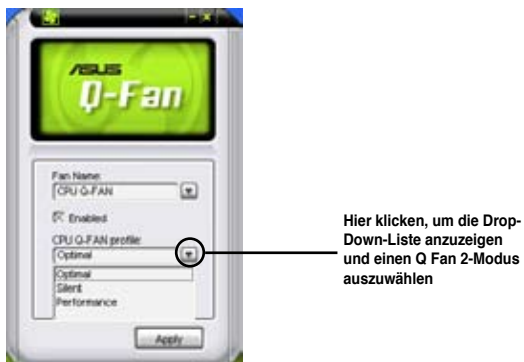 ASUS
Q-Fan
Fan Name:
CPU Q-FAN
Enabled
CPU Q-FAN profile:
Optimal
Optimal
Silent
Performance
Apply
Hier klicken, um die Drop-
Down-Liste anzuzeigen
und einen Q Fan 2-Modus
auszuwählen